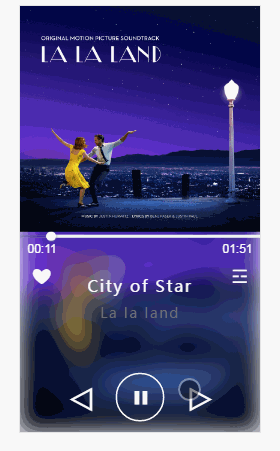 ORIGINAL MOTION PICTURE SOUNDTRACK
LA LA LAND
MUSIC BY JUSTIN HURWITZ LYRICS BY BENJ PASEK & JUSTIN PAUL
00:11 01:51
City of Star
La la land